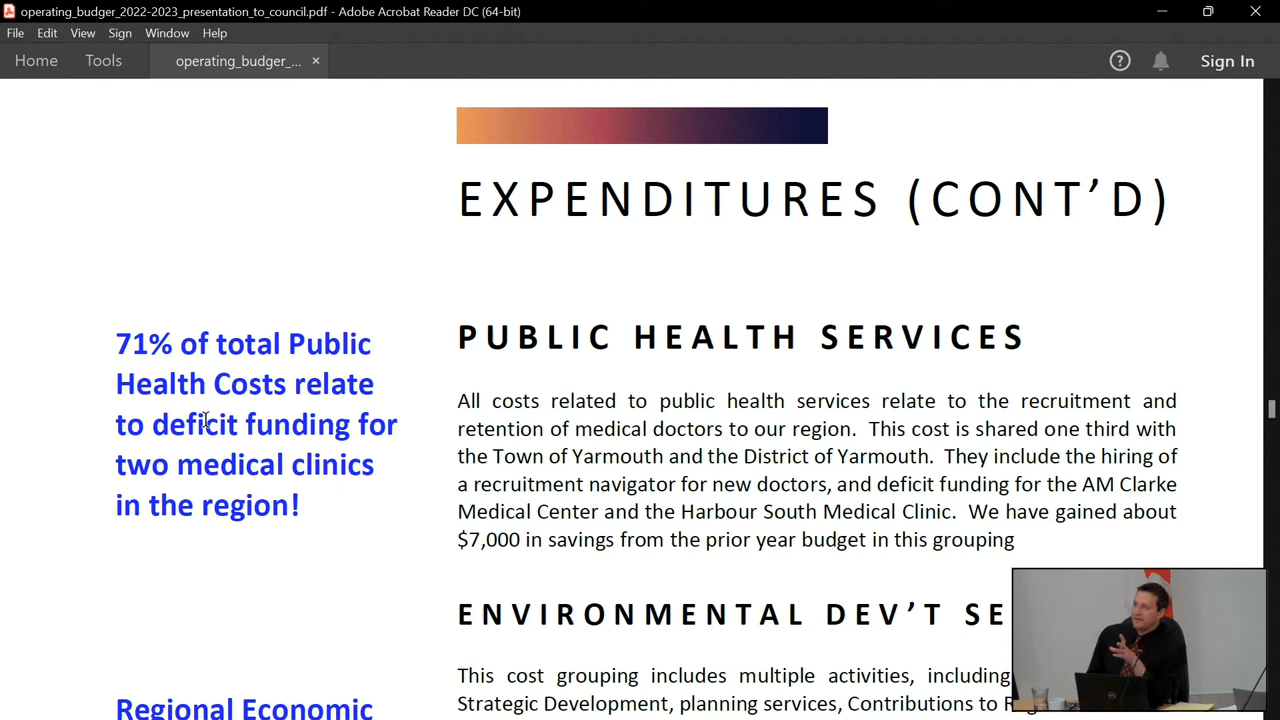 operating_budget_2022-2023_presentation_to_council.pdf - Adobe Acrobat Reader DC (64-bit)
File Edit View Sign Window Help
Home Tools operating_budget_... × ? Sign In
EXPENDITURES (CONT’D)
71% of total Public
Health Costs relate
to deficit funding for
two medical clinics
in the region!
PUBLIC HEALTH SERVICES
All costs related to public health services relate to the recruitment and
retention of medical doctors to our region. This cost is shared one third with
the Town of Yarmouth and the District of Yarmouth. They include the hiring of
a recruitment navigator for new doctors, and deficit funding for the AM Clarke
Medical Center and the Harbour South Medical Clinic. We have gained about
$7,000 in savings from the prior year budget in this grouping
ENVIRONMENTAL DEV’T SE
This cost grouping includes multiple activities, including
Strategic Development, planning services, Contributions to
Regional Economic